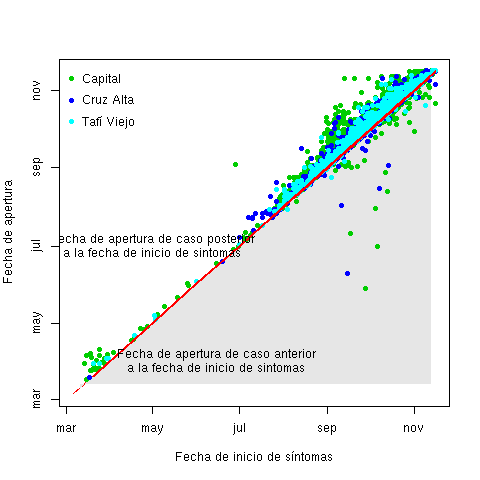 Capital
Cruz Alta
Tafí Viejo
Fecha de apertura
mar
may
jul
sep
nov
echa de apertura de caso posterior
a la fecha de inicio de sintomas
Fecha de apertura de caso anterior
a la fecha de inicio de sintomas
mar
may
jul
sep
nov
Fecha de inicio de síntomas